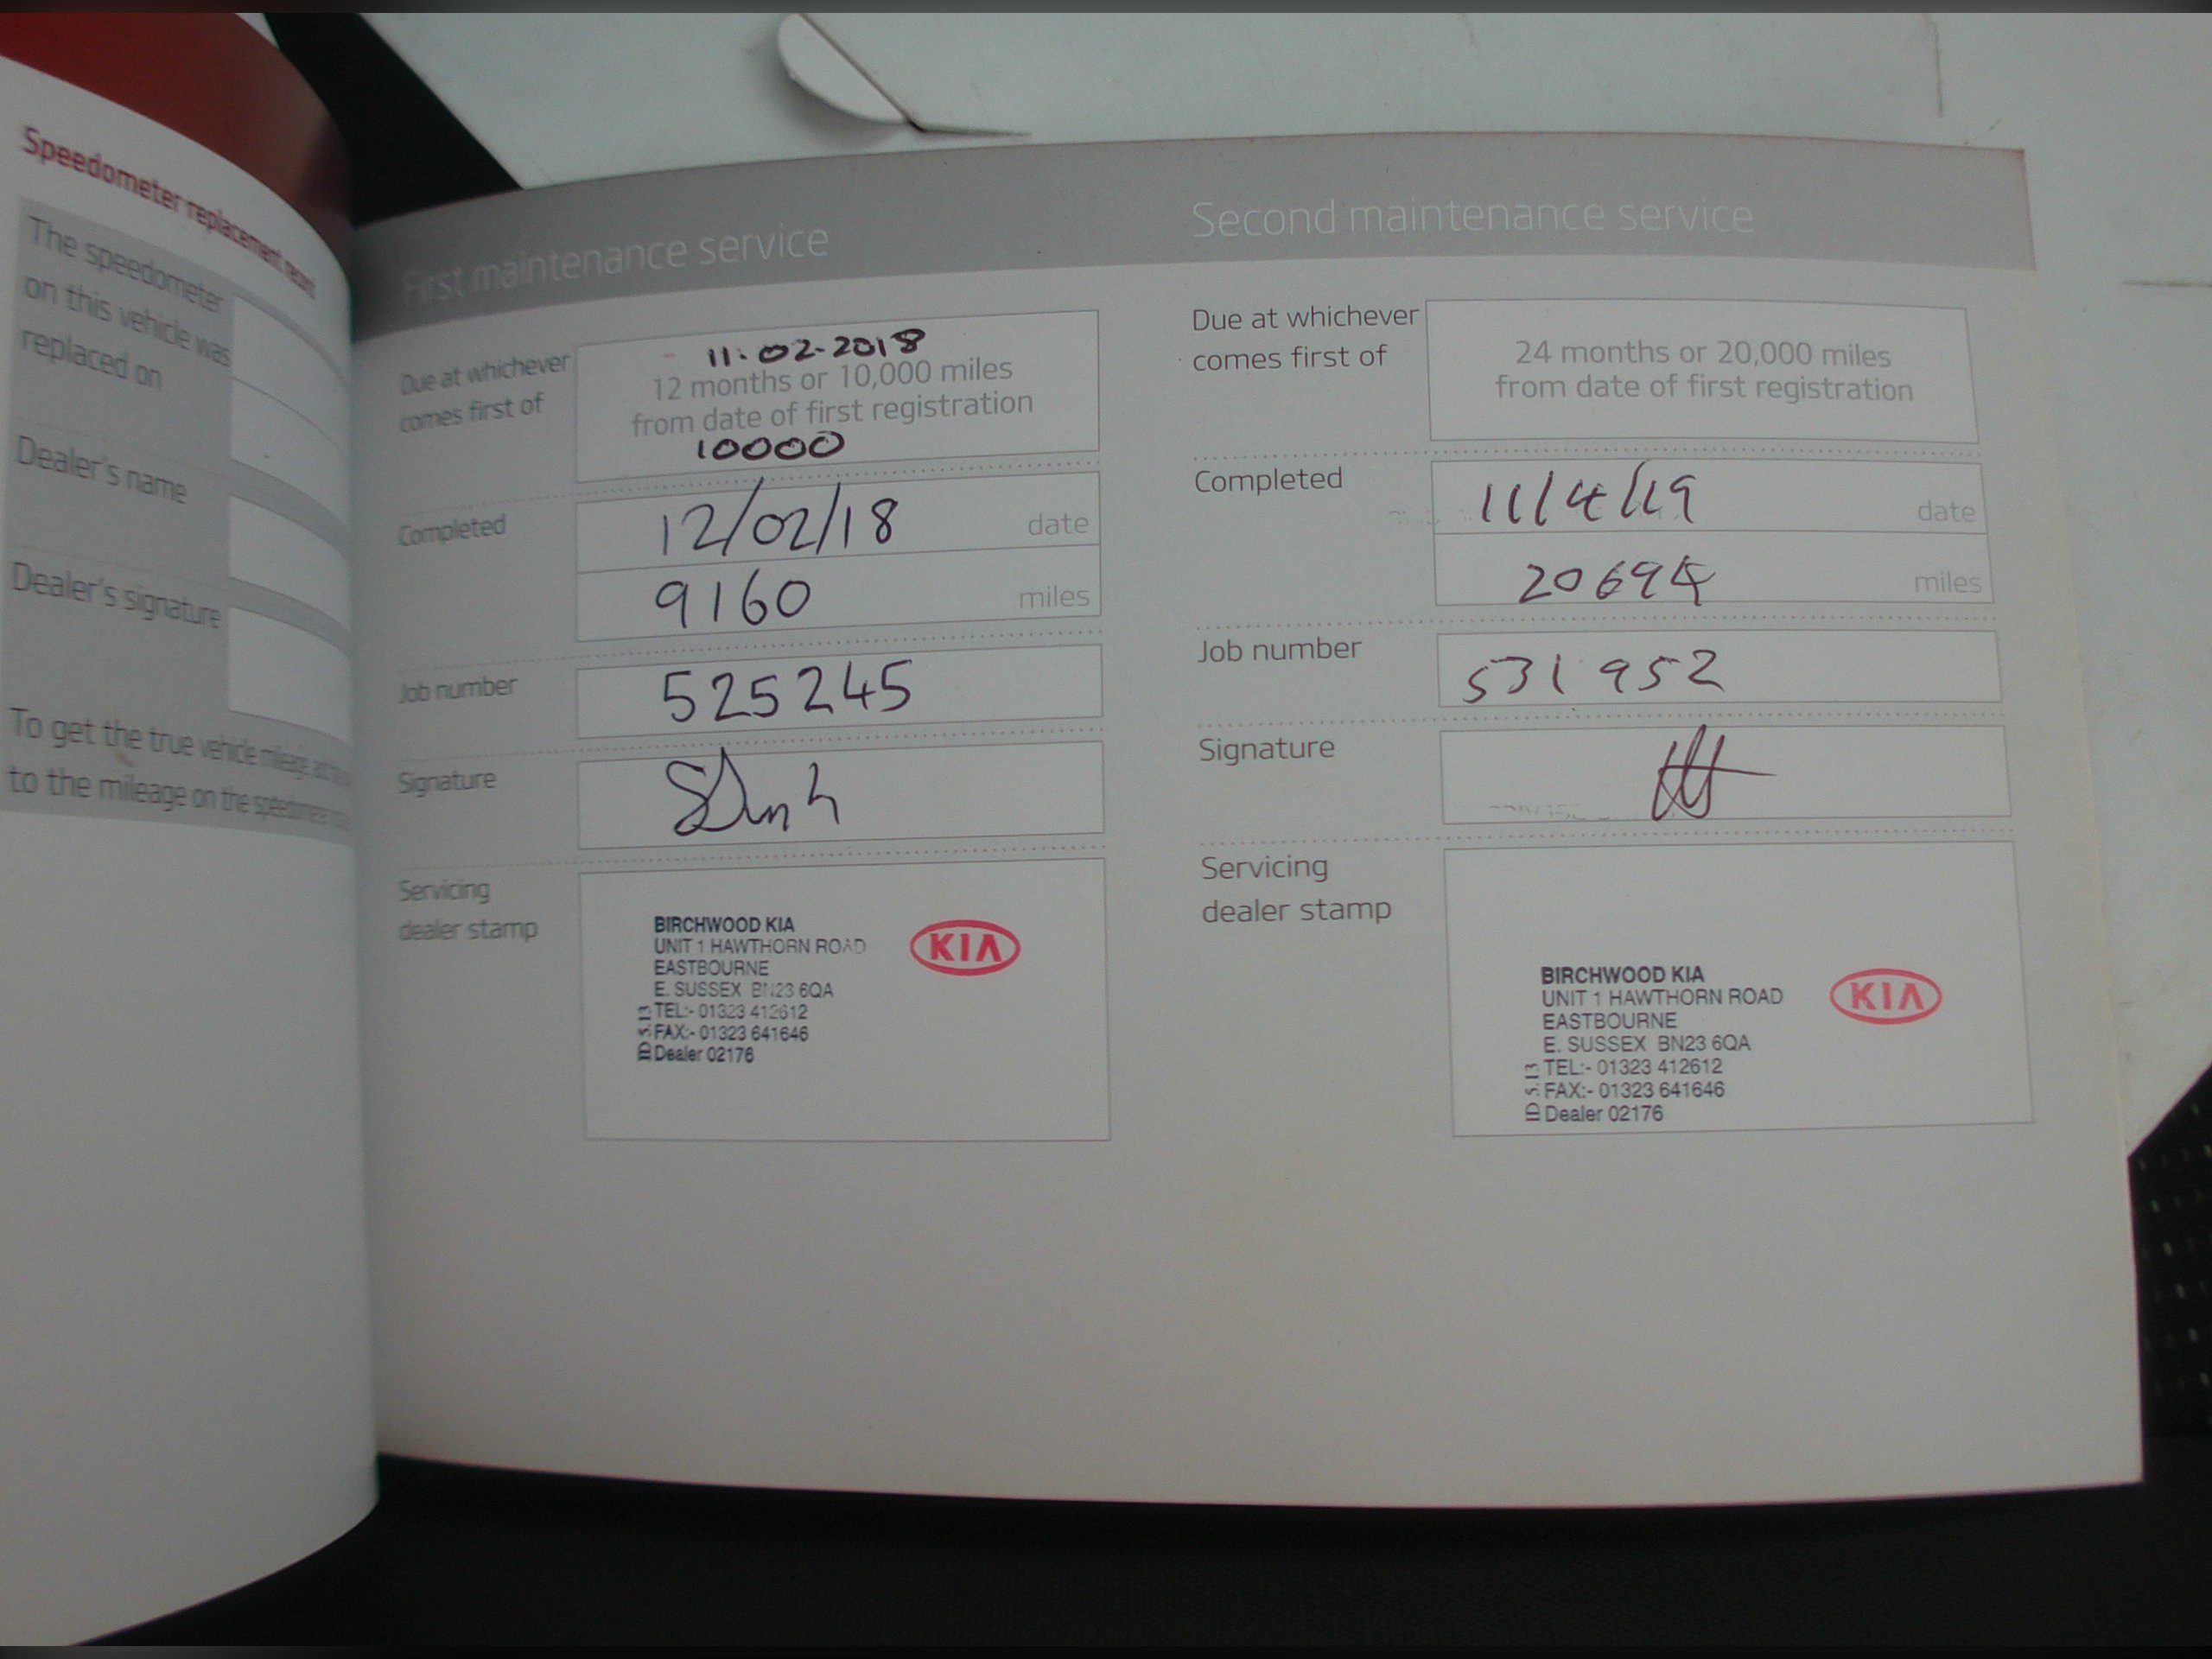 Speedometer replacement record
The speedometer
on this vehicle was
replaced on
Dealer's name
Dealer's signature
To get the true vehicle mileage,
to the mileage on the speedometer
First maintenance service
Due at whichever
comes first of
11.02-2018
12 months or 10,000 miles
from date of first registration
10000
Completed
12/02/18 date
9160 miles
Job number
525245
Signature
Servicing
dealer stamp
BIRCHWOOD KIA
UNIT 1 HAWTHORN ROAD
EASTBOURNE
E. SUSSEX BN23 6QA
TEL:- 01323 412612
FAX:- 01323 641646
Dealer 02176
KIA
Second maintenance service
Due at whichever
comes first of
24 months or 20,000 miles
from date of first registration
Completed
11/4/19 date
20694 miles
Job number
531952
Signature
Servicing
dealer stamp
BIRCHWOOD KIA
UNIT 1 HAWTHORN ROAD
EASTBOURNE
E. SUSSEX BN23 6QA
TEL:- 01323 412612
FAX:- 01323 641646
Dealer 02176
KIA